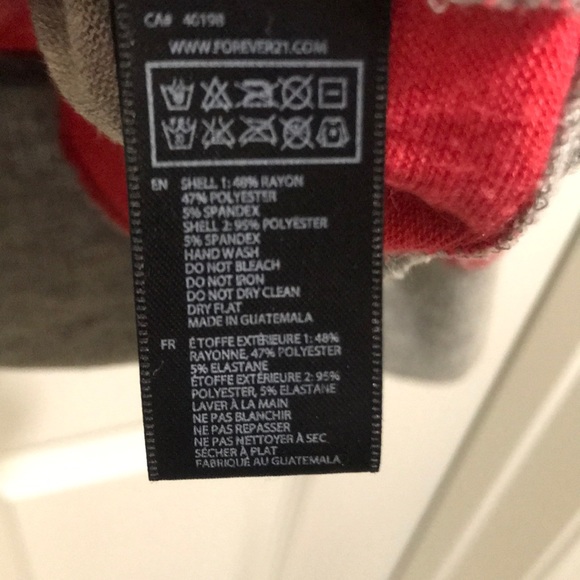 CA# 40198
WWW.FOREVER21.COM
EN SHELL 1: 48% RAYON
47% POLYESTER
5% SPANDEX
SHELL 2: 95% POLYESTER
5% SPANDEX
HAND WASH
DO NOT BLEACH
DO NOT IRON
DO NOT DRY CLEAN
DRY FLAT
MADE IN GUATEMALA
FR ÉTOFFE EXTÉRIEURE 1: 48%
RAYONNE, 47% POLYESTER
5% ELASTANE
ÉTOFFE EXTÉRIEURE 2: 95%
POLYESTER, 5% ELASTANE
LAVER À LA MAIN
NE PAS BLANCHIR
NE PAS REPASSER
NE PAS NETTOYER À SEC
SÉCHER À PLAT
FABRIQUÉ AU GUATEMALA